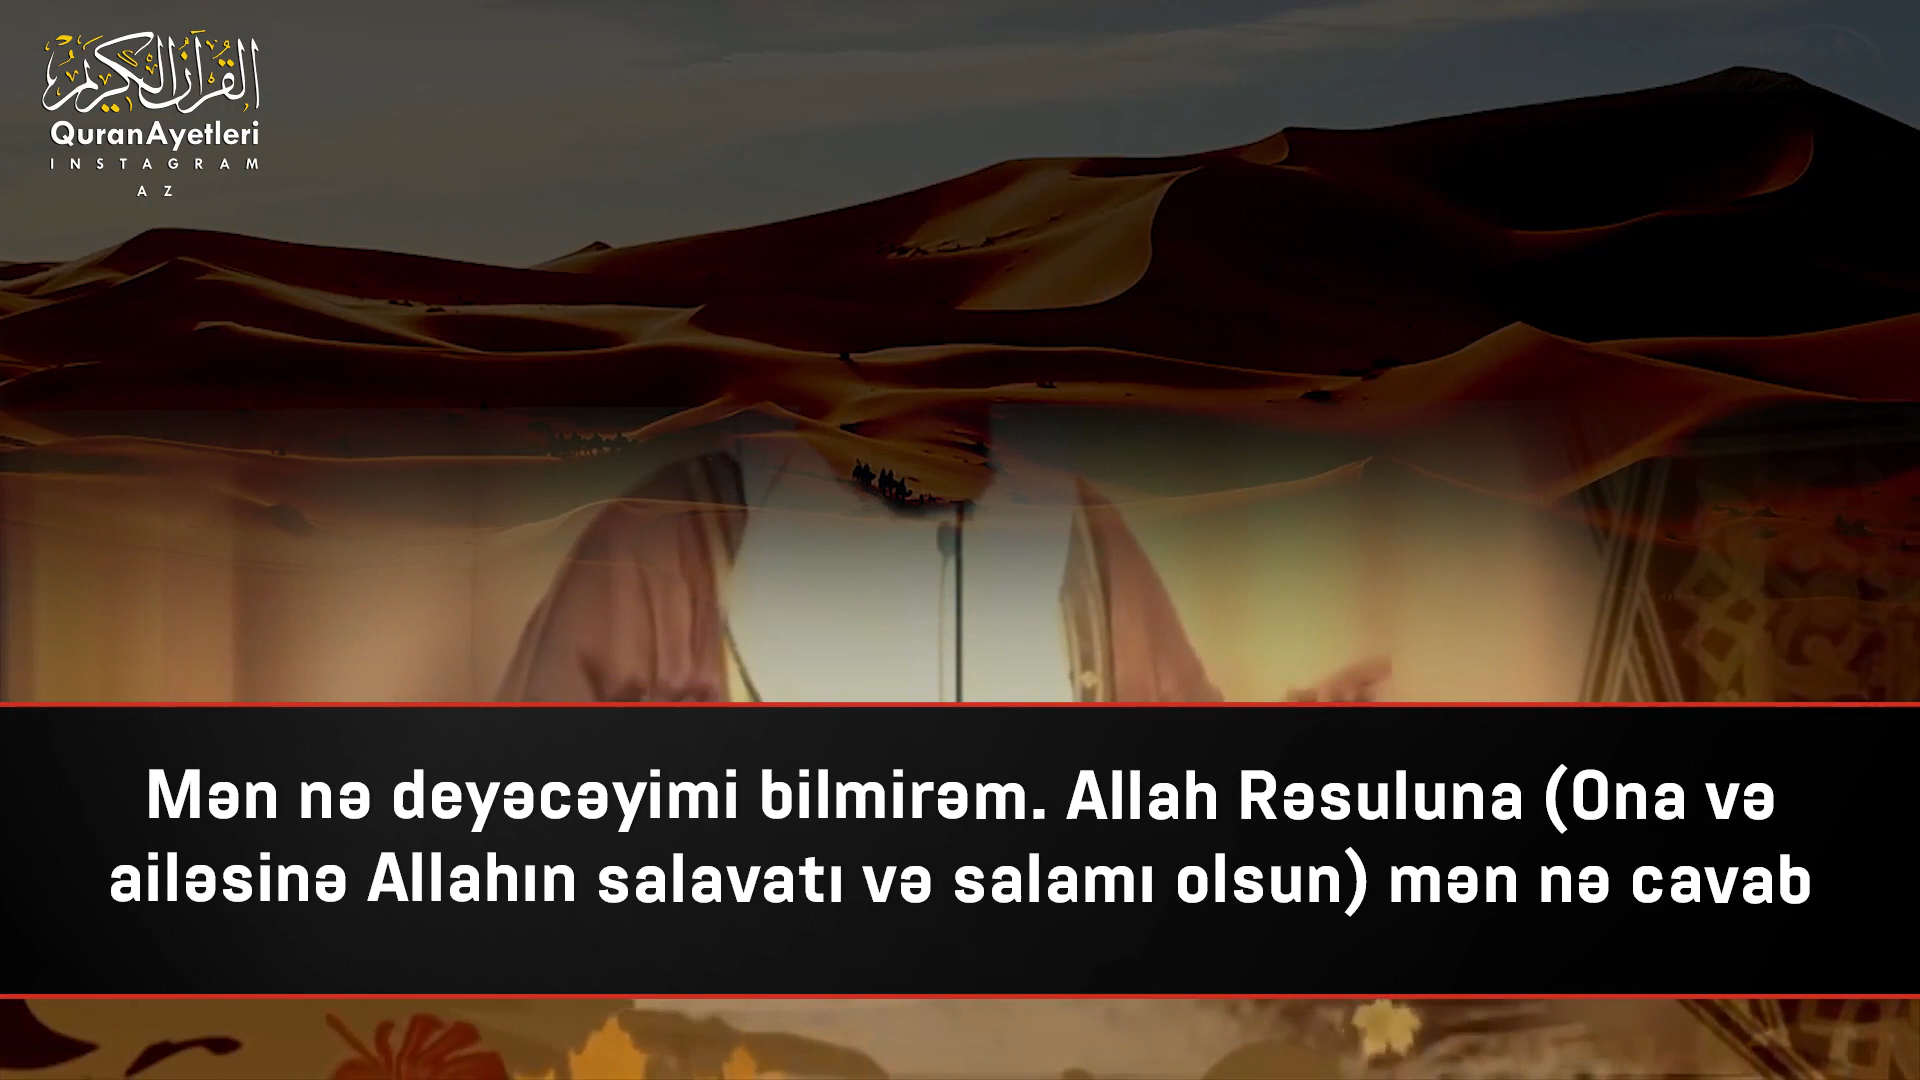 القرآن الكريم
QuranAyetleri
INSTAGRAM
AZ
Mən nə deyəcəyimi bilmirəm. Allah Rəsuluna (Ona və
ailəsinə Allahın salavatı və salamı olsun) mən nə cavab